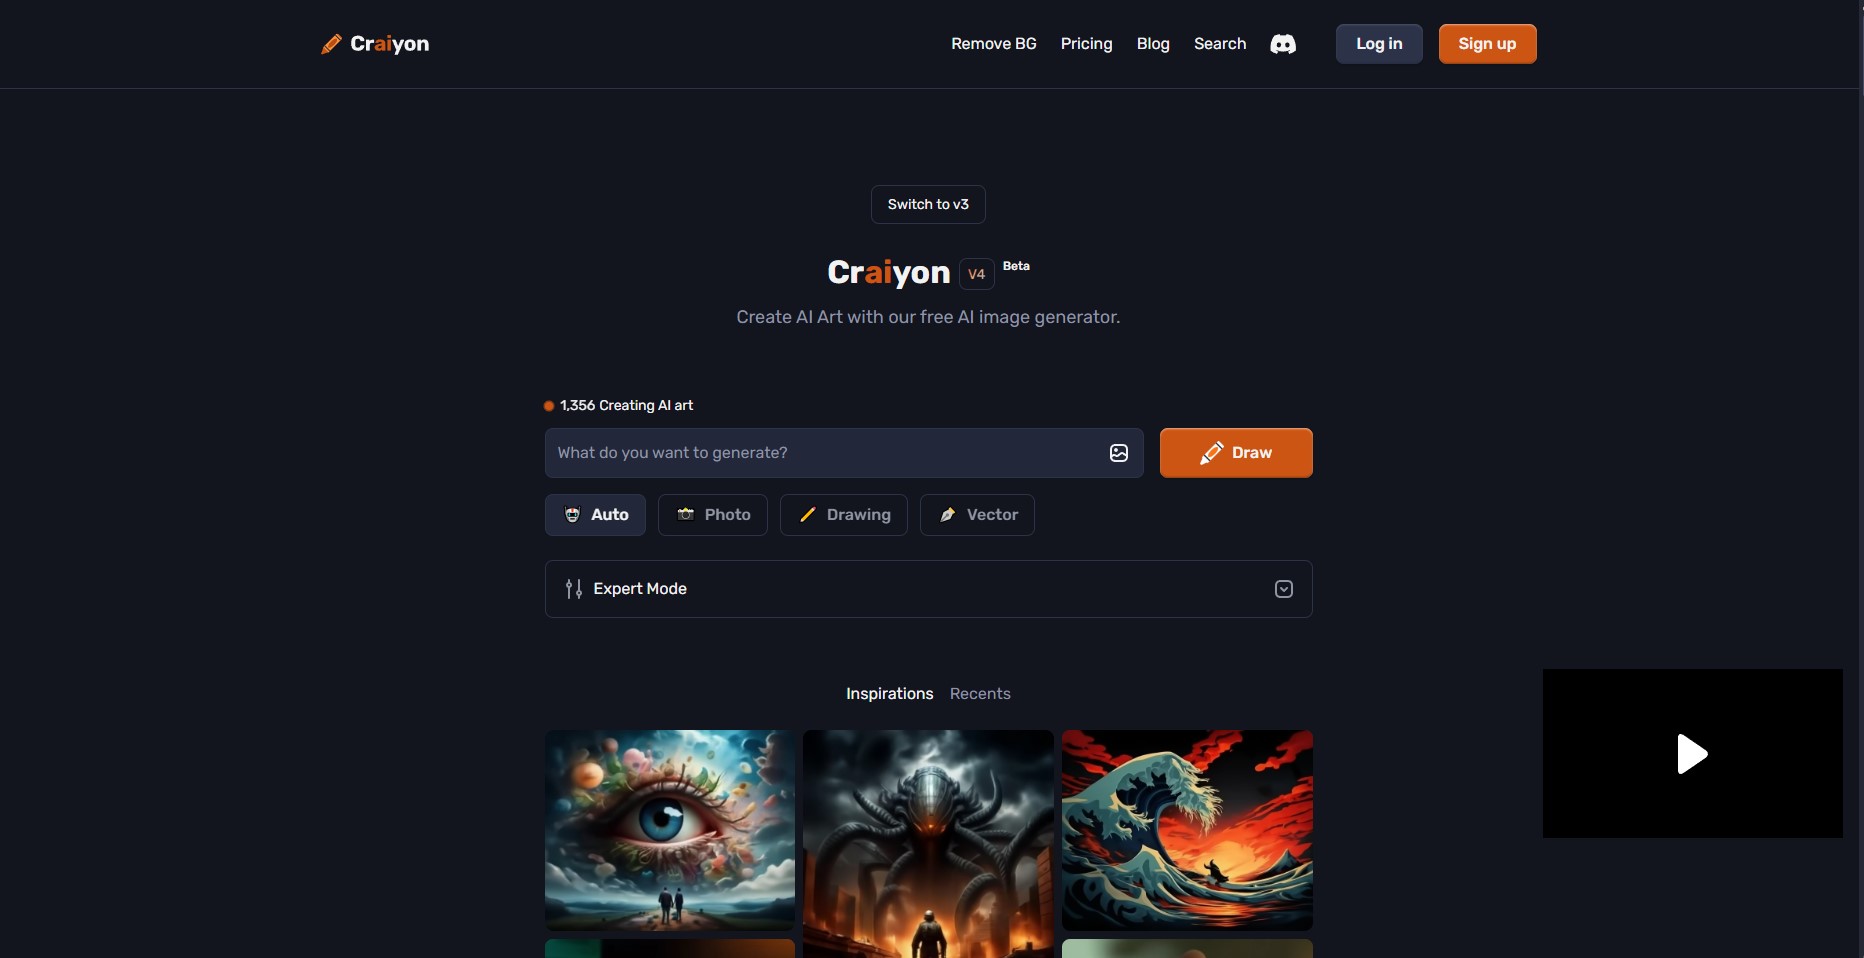 Craiyon
Remove BG Pricing Blog Search Log in Sign up
Switch to v3
Craiyon V4 Beta
Create AI Art with our free AI image generator.
1,356 Creating AI art
What do you want to generate? Draw
Auto Photo Drawing Vector
Expert Mode
Inspirations Recents